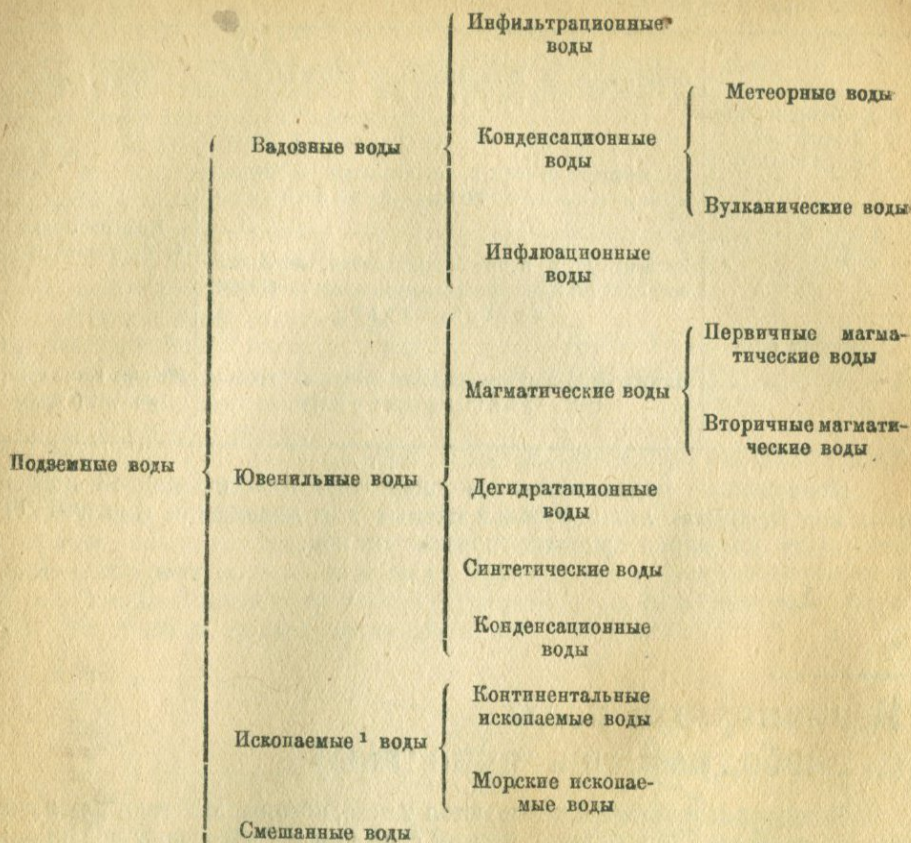 Инфильтрационные
воды
Метеорные воды
Вадозные воды
Конденсационные
воды
Вулканические воды
Инфлюационные
воды
Первичные магма-
тические воды
Магматические воды
Вторичные магмати-
ческие воды
Подземные воды
Ювенильные воды
Дегидратационные
воды
Синтетические воды
Конденсационные
воды
Континентальные
ископаемые воды
Ископаемые ¹ воды
Морские ископае-
мые воды
Смешанные воды